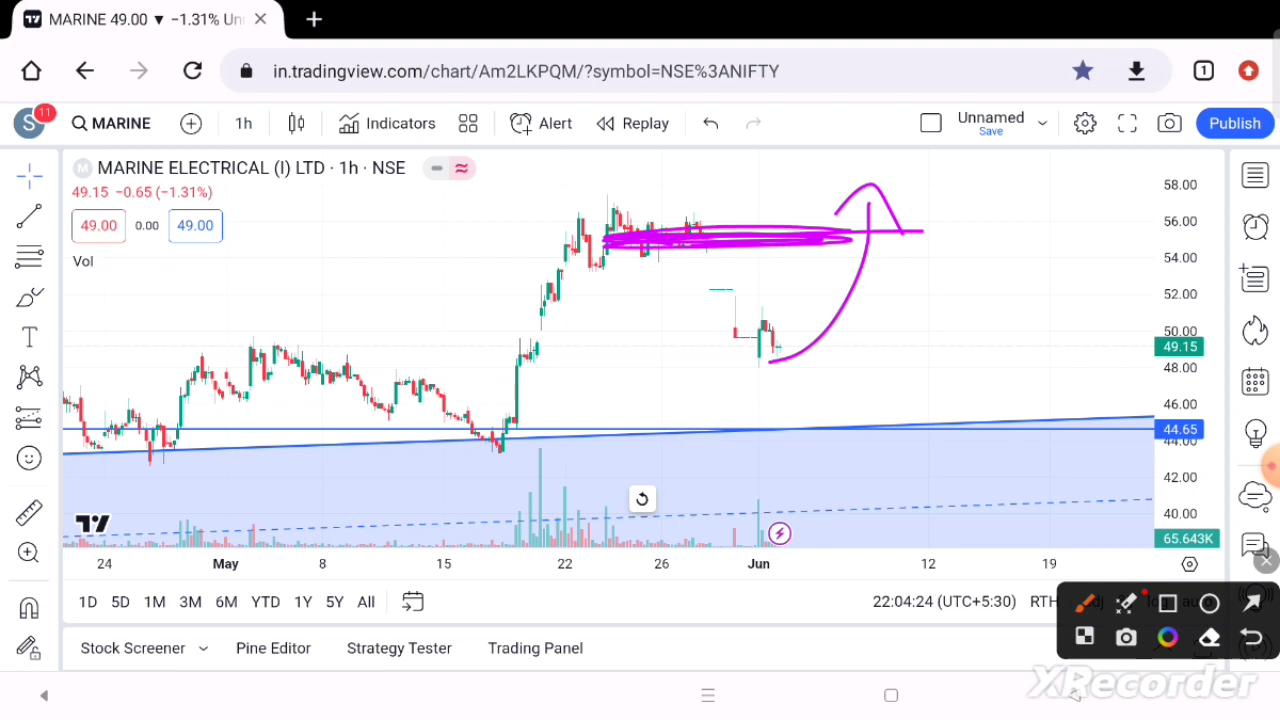 MARINE 49.00 ▼ −1.31% Un
in.tradingview.com/chart/Am2LKPQM/?symbol=NSE%3ANIFTY
1
S 11 MARINE 1h Indicators Alert Replay Unnamed Publish
Save
M MARINE ELECTRICAL (I) LTD · 1h · NSE
49.15 −0.65 (−1.31%)
49.00 0.00 49.00
Vol
58.00
56.00
54.00
52.00
50.00
49.15
48.00
46.00
44.65
44.00
42.00
40.00
65.643K
24 May 8 15 22 26 Jun 12 19
1D 5D 1M 3M 6M YTD 1Y 5Y All 22:04:24 (UTC+5:30) RTH
Stock Screener Pine Editor Strategy Tester Trading Panel
XRecorder